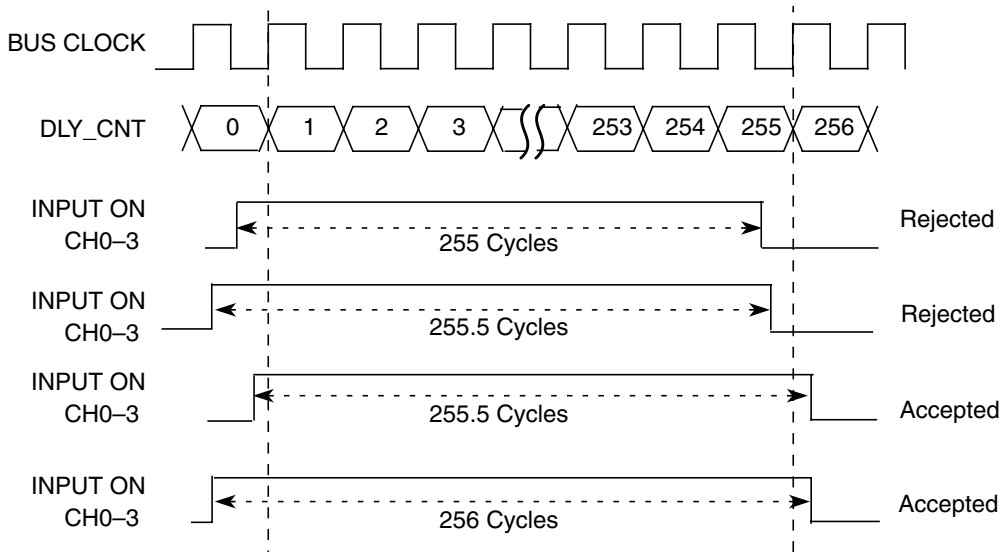 BUS CLOCK
DLY_CNT 0 1 2 3 253 254 255 256
INPUT ON
CH0–3
255 Cycles
Rejected
INPUT ON
CH0–3
255.5 Cycles
Rejected
INPUT ON
CH0–3
255.5 Cycles
Accepted
INPUT ON
CH0–3
256 Cycles
Accepted